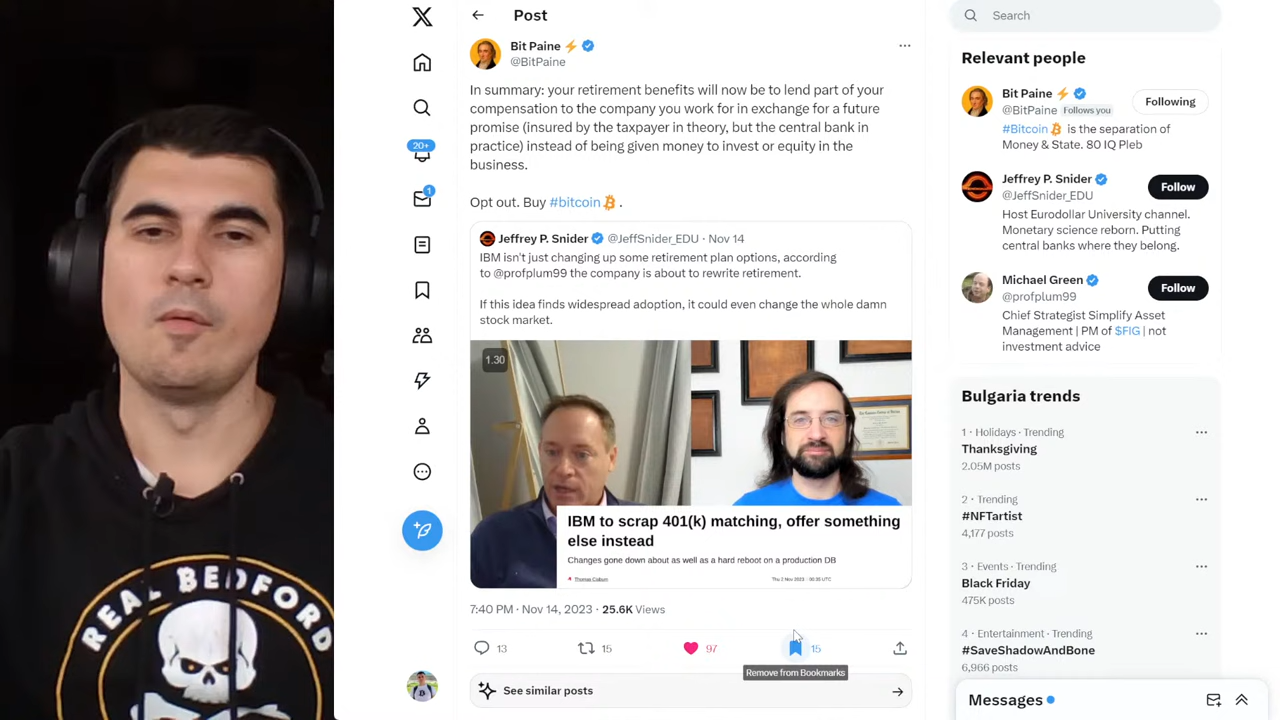 Post
Search
Bit Paine
@BitPaine
In summary: your retirement benefits will now be to lend part of your
compensation to the company you work for in exchange for a future
promise (insured by the taxpayer in theory, but the central bank in
practice) instead of being given money to invest or equity in the
business.
Opt out. Buy #bitcoin .
Jeffrey P. Snider @JeffSnider_EDU · Nov 14
IBM isn't just changing up some retirement plan options, according
to @profplum99 the company is about to rewrite retirement.
If this idea finds widespread adoption, it could even change the whole damn
stock market.
1.30
IBM to scrap 401(k) matching, offer something
else instead
Changes gone down about as well as a hard reboot on a production DB
Thomas Claburn
Thu 2 Nov 2023
7:40 PM · Nov 14, 2023 · 25.6K Views
13
15
97
15
Remove from Bookmarks
See similar posts
20+
1
Relevant people
Bit Paine
@BitPaine Follows you
Following
#Bitcoin is the separation of
Money & State. 80 IQ Pleb
Jeffrey P. Snider
@JeffSnider_EDU
Follow
Host Eurodollar University channel.
Monetary science reborn. Putting
central banks where they belong.
Michael Green
@profplum99
Follow
Chief Strategist Simplify Asset
Management | PM of $FIG | not
investment advice
Bulgaria trends
1 · Holidays · Trending
Thanksgiving
2.05M posts
2 · Trending
#NFTartist
4,177 posts
3 · Events · Trending
Black Friday
475K posts
4 · Entertainment · Trending
#SaveShadowAndBone
6,966 posts
Messages
REAL BEDFORD